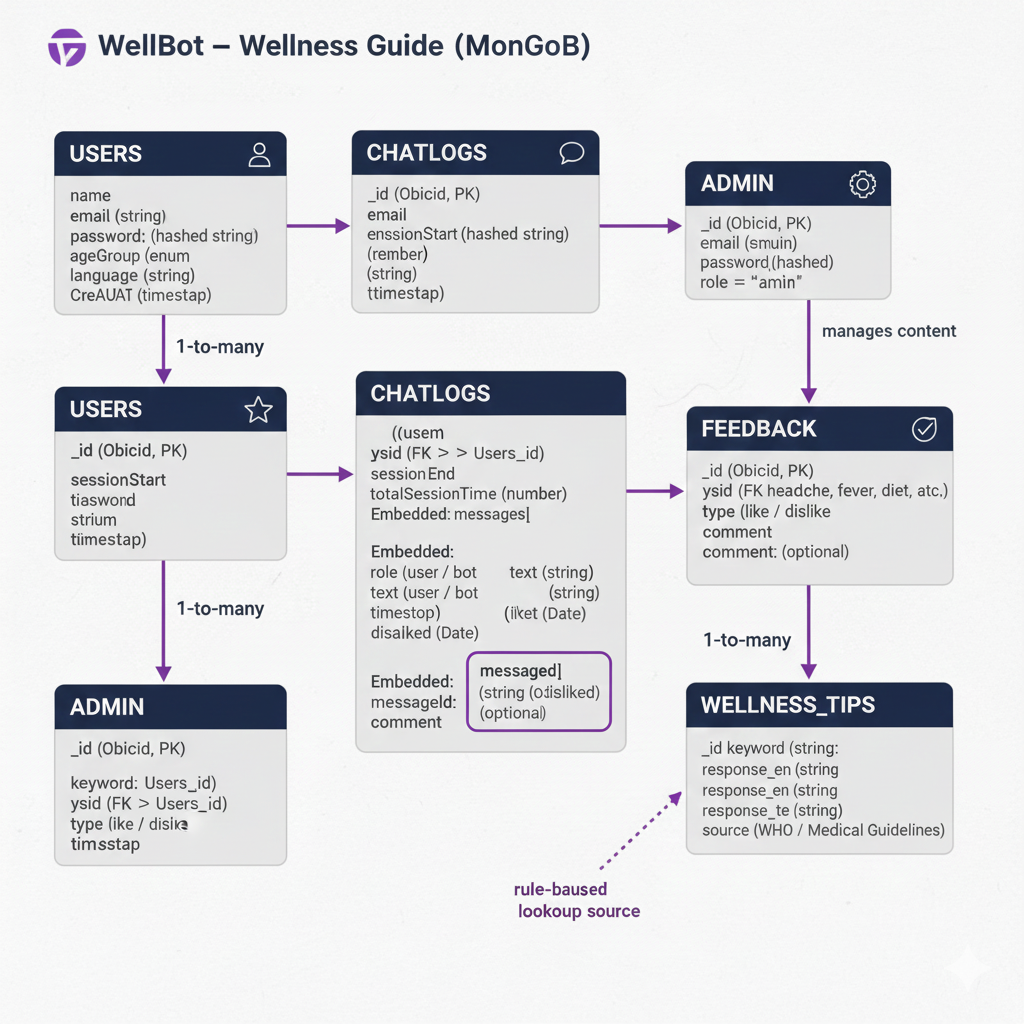 WellBot – Wellness Guide (MonGoB)
USERS
name
email (string)
password: (hashed string)
ageGroup (enum
language (string)
CreAUAT (timestap)
CHATLOGS
_id (Obicid, PK)
email
enssionStart (hashed string)
(rember)
(string)
ttimestap)
ADMIN
_id (Obicid, PK)
email (smuin)
password,(hashed)
role = “amin”
1-to-many
manages content
USERS
_id (Obicid, PK)
sessionStart
tiaswond
strium
tiimestap)
CHATLOGS
((usem
ysid (FK > > Users_id)
session End
totalSessionTime (number)
Embedded: messages[
Embedded:
role (user / bot text (string)
text (user / bot (string)
timestop) (iket (Date)
disalked (Date)
Embedded:
messageld:
comment
messaged]
(string (o:disliked)
(optional)
FEEDBACK
_id (Obicid, PK)
ysid (FK headche, fever, diet, atc.)
type (like / dislike
comment
comment: (optional)
1-to-many
1-to-many
ADMIN
_id (Obicid, PK)
keyword: Users_id)
ysid (FK > Users_id)
type (ike / dislke
timsstap
WELLNESS_TIPS
_id keyword (string:
response_en (string
response_en (string
response_te (string)
source (WHO / Medical Guidelines)
rule-baused
lookoup source